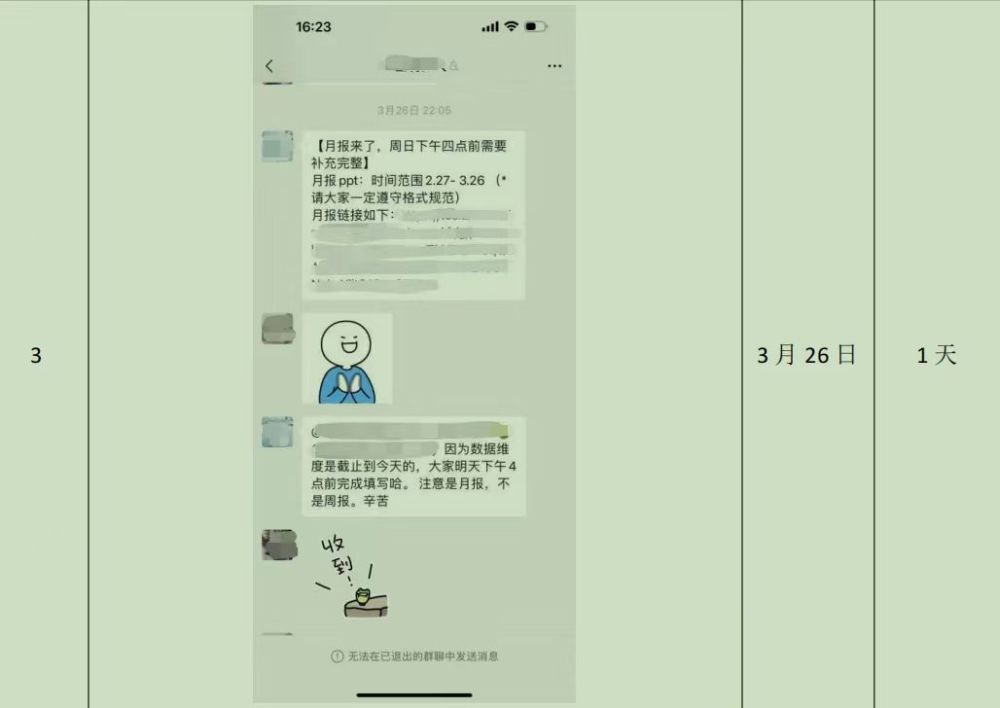 16:23
3月26日 22:05
【月报来了，周日下午四点前需要
补充完整】
月报ppt：时间范围2.27- 3.26 （*
请大家一定遵守格式规范）
月报链接如下：
3
3月26日
1天
因为数据维
度是截止到今天的，大家明天下午4
点前完成填写哈。 注意是月报，不
是周报。辛苦
收
到!
无法在已退出的群聊中发送消息